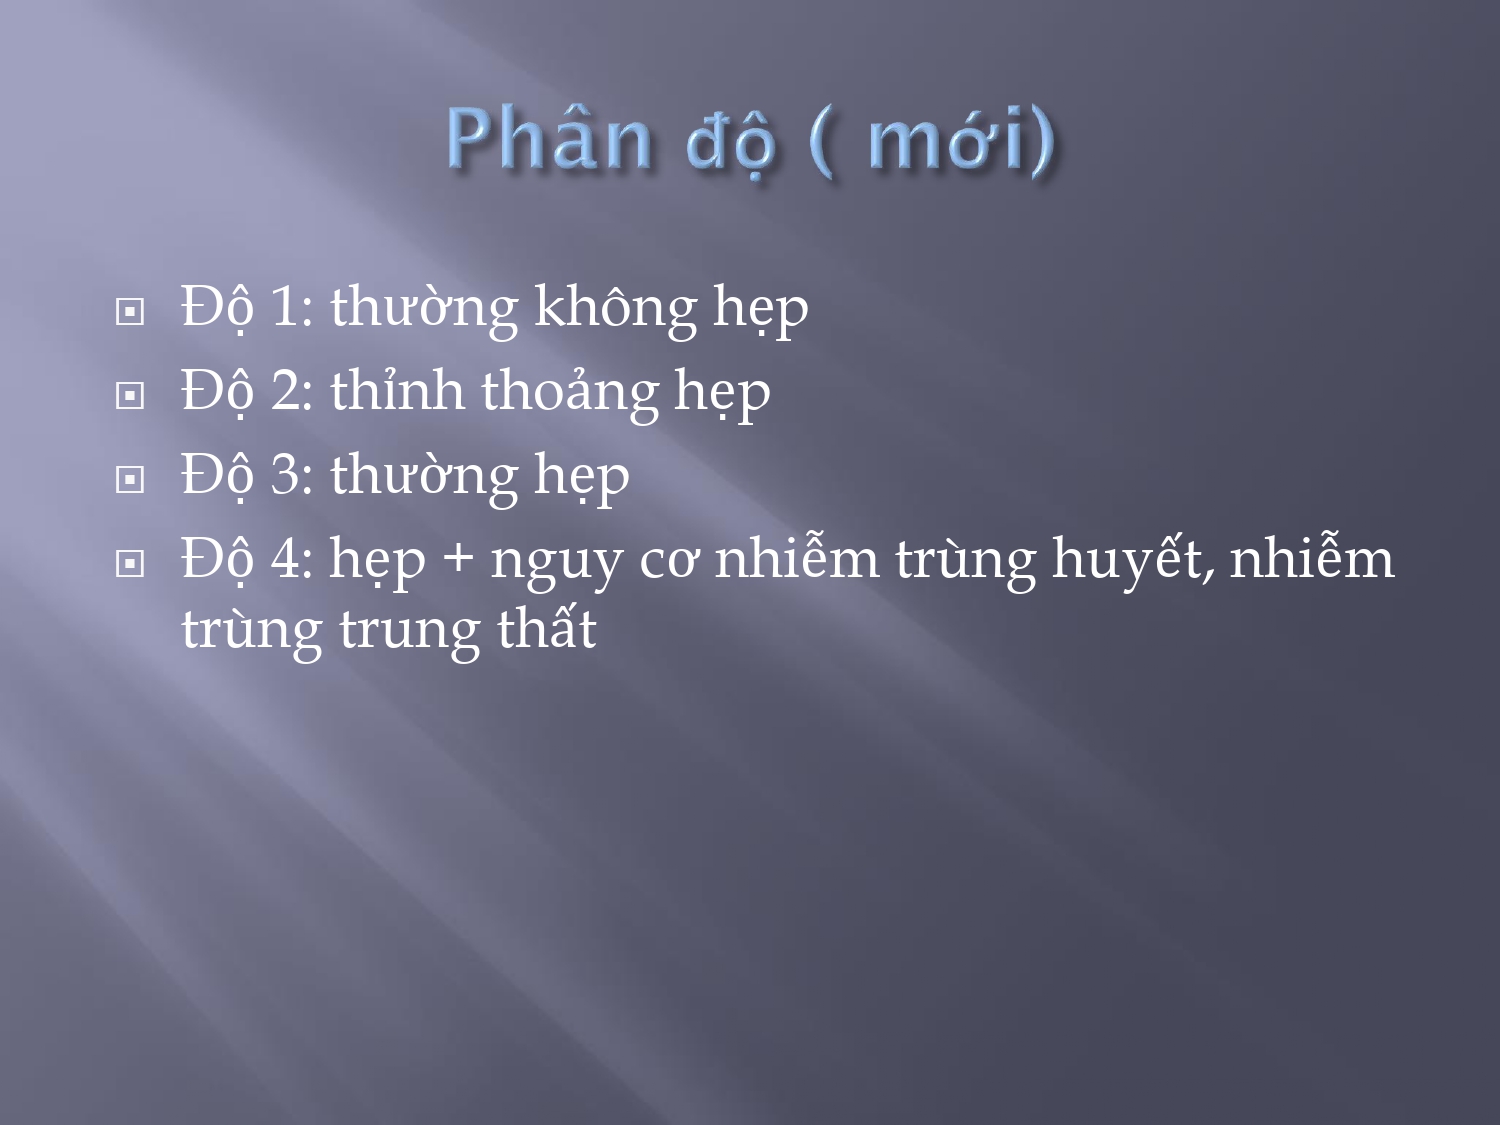 Phân độ ( mới)
Độ 1: thường không hẹp
Độ 2: thỉnh thoảng hẹp
Độ 3: thường hẹp
Độ 4: hẹp + nguy cơ nhiễm trùng huyết, nhiễm
trùng trung thất